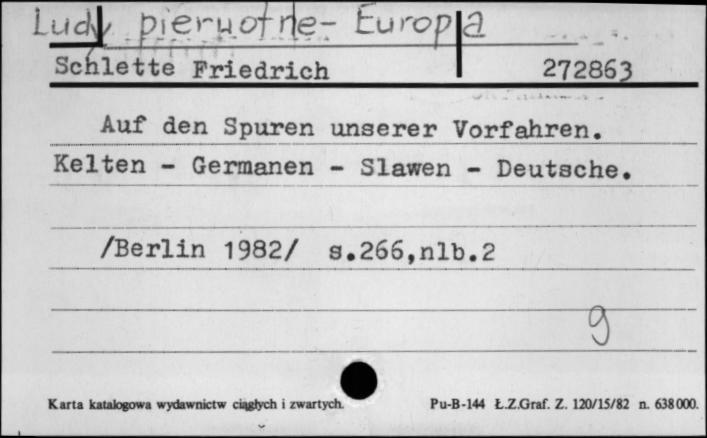 Ludy pierwotne- Europa
Schlette Friedrich 272863
Auf den Spuren unserer Vorfahren.
Kelten - Germanen - Slawen - Deutsche.
/Berlin 1982/ s.266,nlb.2
9
Karta katalogowa wydawnictw ciągłych i zwartych. Pu-B-144 Ł.Z.Graf. Z. 120/15/82 n. 638000.